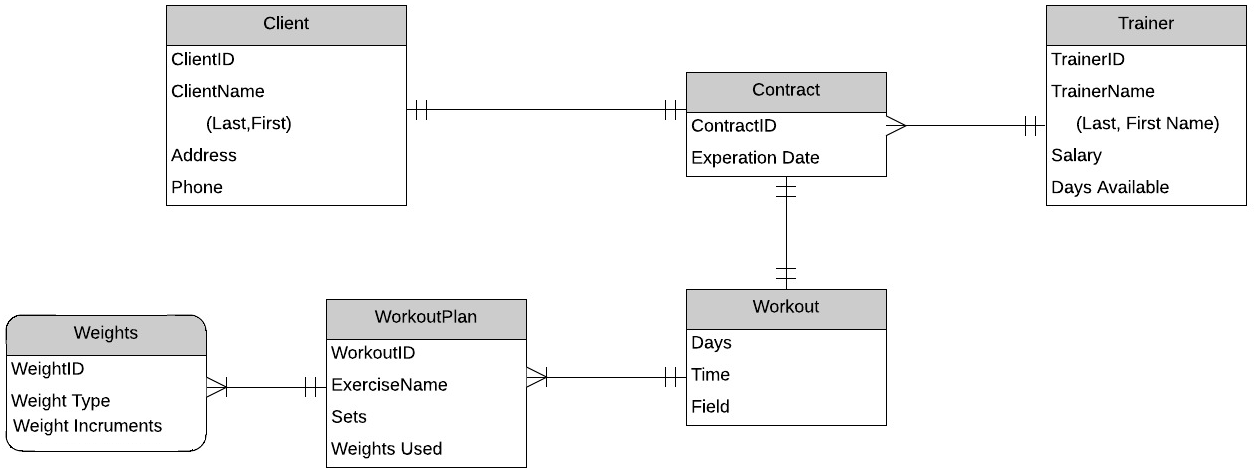 Client
ClientID
ClientName
(Last,First)
Address
Phone
Contract
ContractID
Experation Date
Trainer
TrainerID
TrainerName
(Last, First Name)
Salary
Days Available
Weights
WeightID
Weight Type
Weight Incruments
WorkoutPlan
WorkoutID
ExerciseName
Sets
Weights Used
Workout
Days
Time
Field